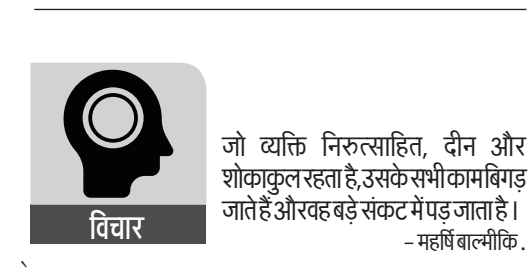 विचार
जो व्यक्ति निरुत्साहित, दीन और
शोकाकुल रहता है, उसके सभी काम बिगड़
जाते हैं और वह बड़े संकट में पड़ जाता है।
– महर्षि बाल्मीकि.